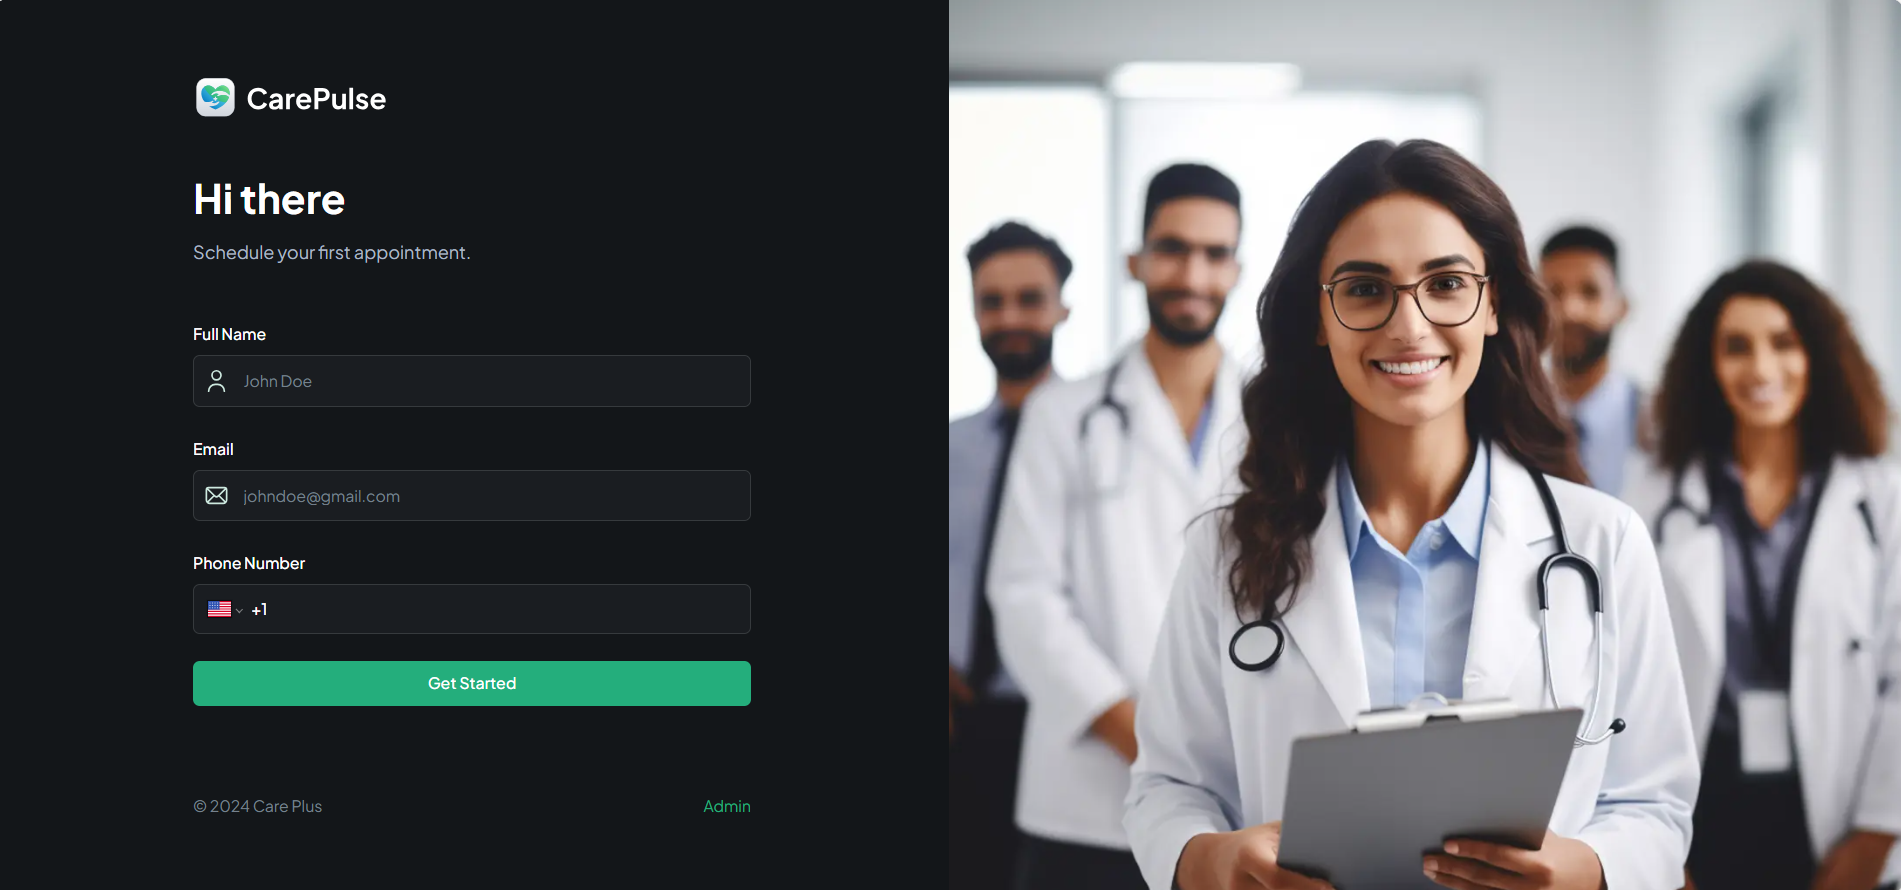 CarePulse
Hi there
Schedule your first appointment.
Full Name
John Doe
Email
johndoe@gmail.com
Phone Number
+1
Get Started
© 2024 Care Plus
Admin